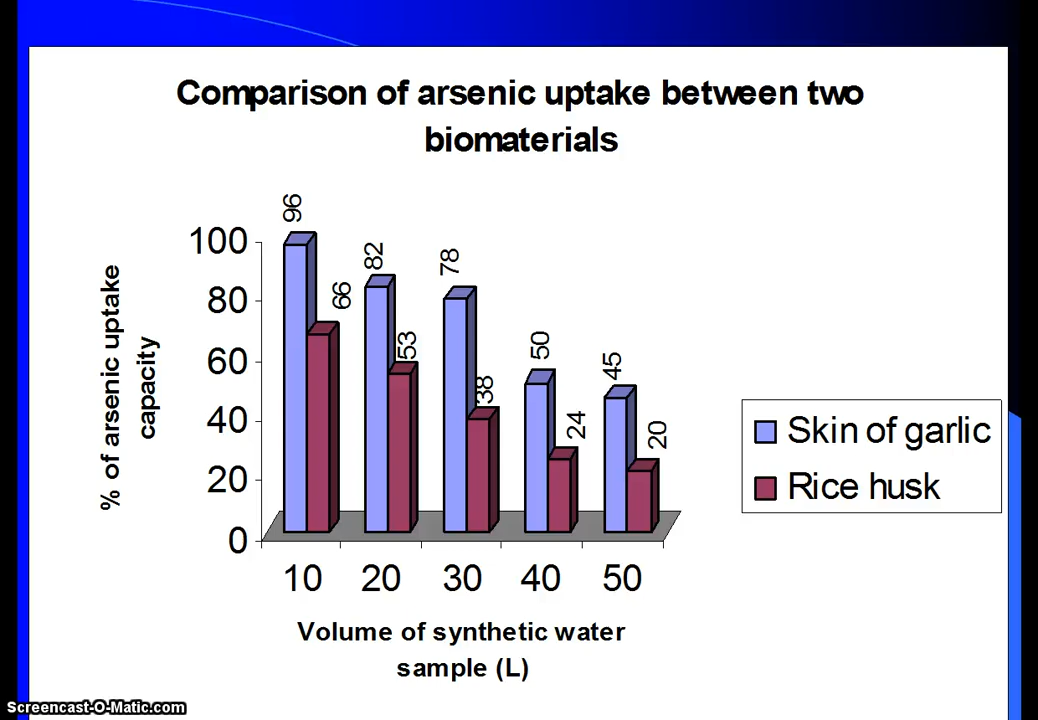 Comparison of arsenic uptake between two
biomaterials
% of arsenic uptake
capacity
100
80
60
40
20
0
96
66
82
53
78
38
50
24
45
20
10 20 30 40 50
Volume of synthetic water
sample (L)
Skin of garlic
Rice husk
Screencast-O-Matic.com